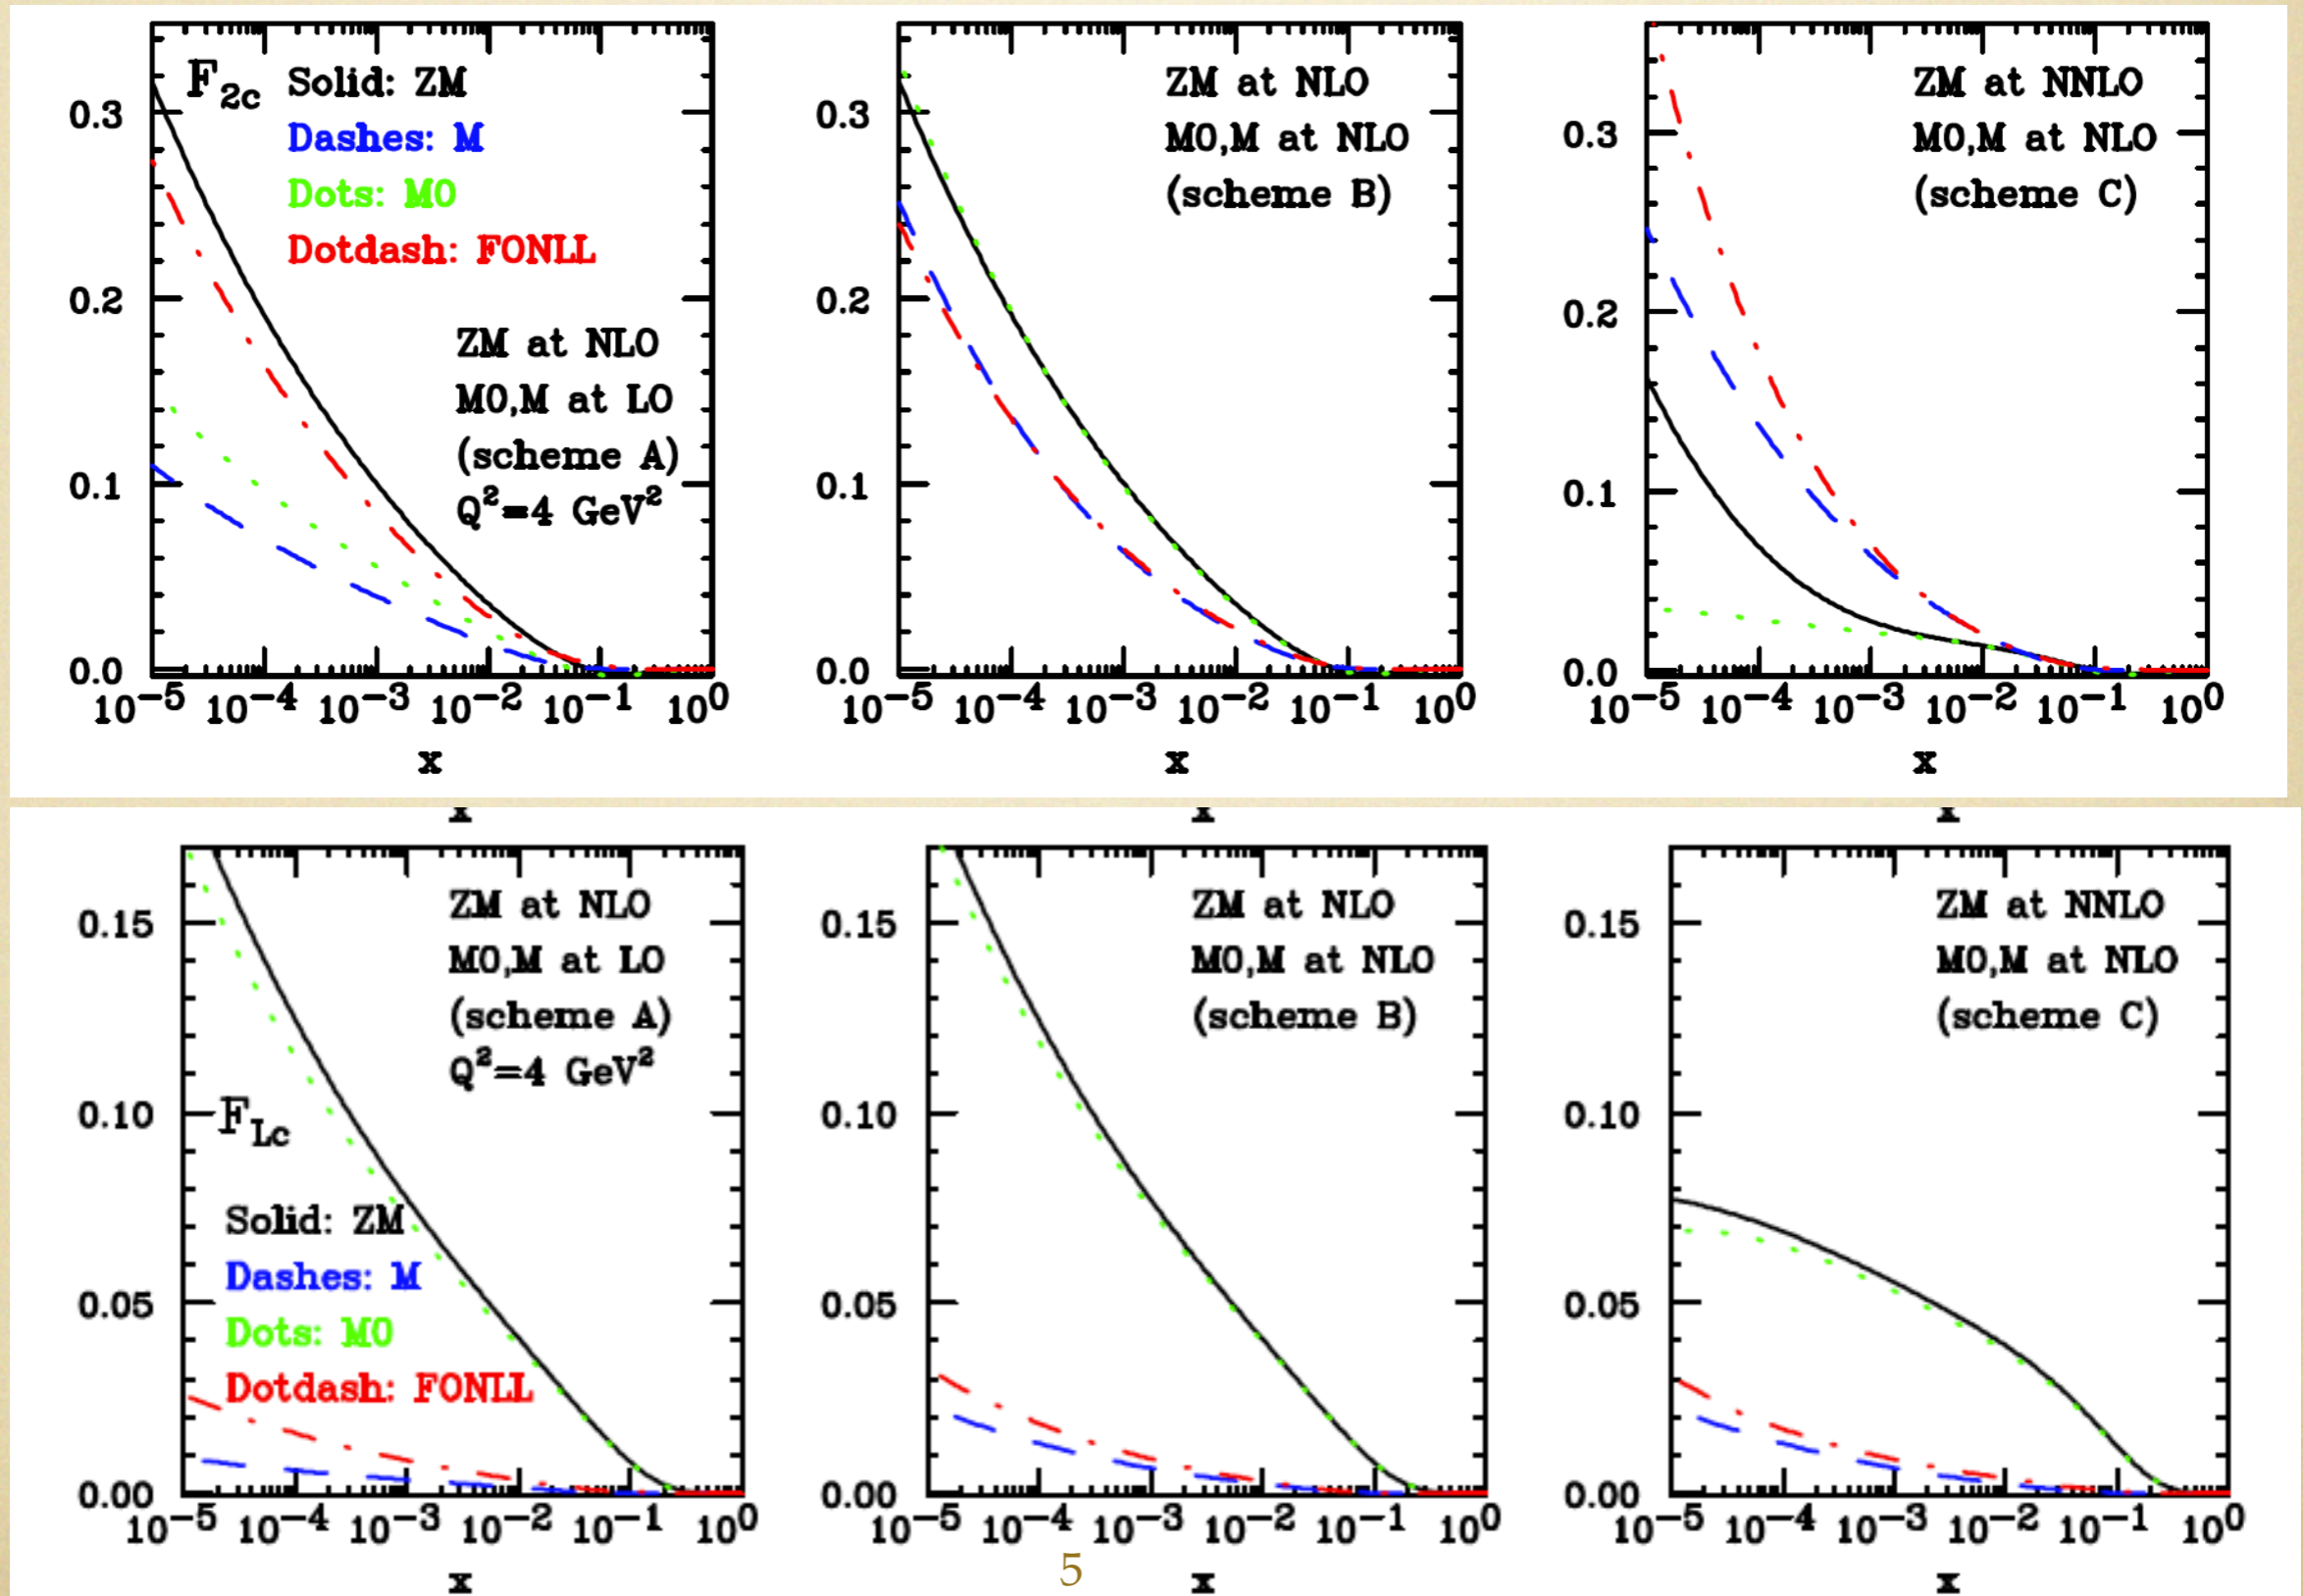 F2c Solid: ZM
Dashes: M
Dots: M0
Dotdash: FONLL
ZM at NLO
M0,M at LO
(scheme A)
Q²=4 GeV²
0.3
0.2
0.1
0.0
10⁻⁵ 10⁻⁴ 10⁻³ 10⁻² 10⁻¹ 10⁰
x
ZM at NLO
M0,M at NLO
(scheme B)
0.3
0.2
0.1
0.0
10⁻⁵ 10⁻⁴ 10⁻³ 10⁻² 10⁻¹ 10⁰
x
ZM at NNLO
M0,M at NLO
(scheme C)
0.3
0.2
0.1
0.0
10⁻⁵ 10⁻⁴ 10⁻³ 10⁻² 10⁻¹ 10⁰
x
x x x
ZM at NLO
M0,M at LO
(scheme A)
Q²=4 GeV²
FLc
Solid: ZM
Dashes: M
Dots: M0
Dotdash: FONLL
0.15
0.10
0.05
0.00
10⁻⁵ 10⁻⁴ 10⁻³ 10⁻² 10⁻¹ 10⁰
x
ZM at NLO
M0,M at NLO
(scheme B)
0.15
0.10
0.05
0.00
10⁻⁵ 10⁻⁴ 10⁻³ 10⁻² 10⁻¹ 10⁰
x
ZM at NNLO
M0,M at NLO
(scheme C)
0.15
0.10
0.05
0.00
10⁻⁵ 10⁻⁴ 10⁻³ 10⁻² 10⁻¹ 10⁰
x
5